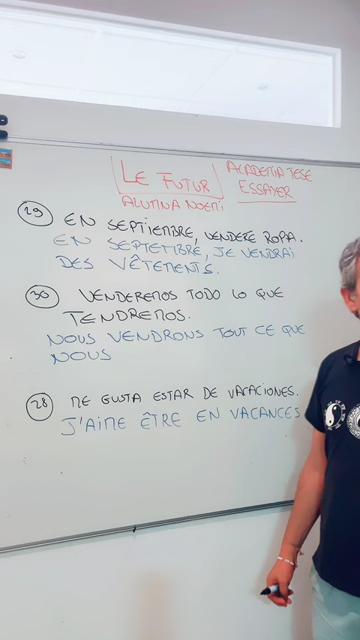 LE FUTUR
ACADEMIA TESE
ESSAYER
ALUMNA NOEMI
29 EN SEPTIEMBRE, VENDERÉ ROPA.
EN SEPTEMBRE, JE VENDRAI
DES VÊTEMENTS.
30 VENDEREMOS TODO LO QUE
TENDREMOS.
NOUS VENDRONS TOUT CE QUE
NOUS
28 ME GUSTA ESTAR DE VACACIONES.
J'AIME ÊTRE EN VACANCES